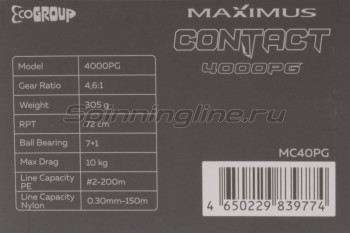 EcoGROUP
MAXIMUS
CONTACT
4000PG
Model 4000PG
Gear Ratio 4,6:1
Weight 305 g
RPT 72 cm
Ball Bearing 7+1
Max Drag 10 kg
Line Capacity PE #2-200m
Line Capacity Nylon 0.30mm-150m
Spinningline.ru
MC40PG
4 650229 839774